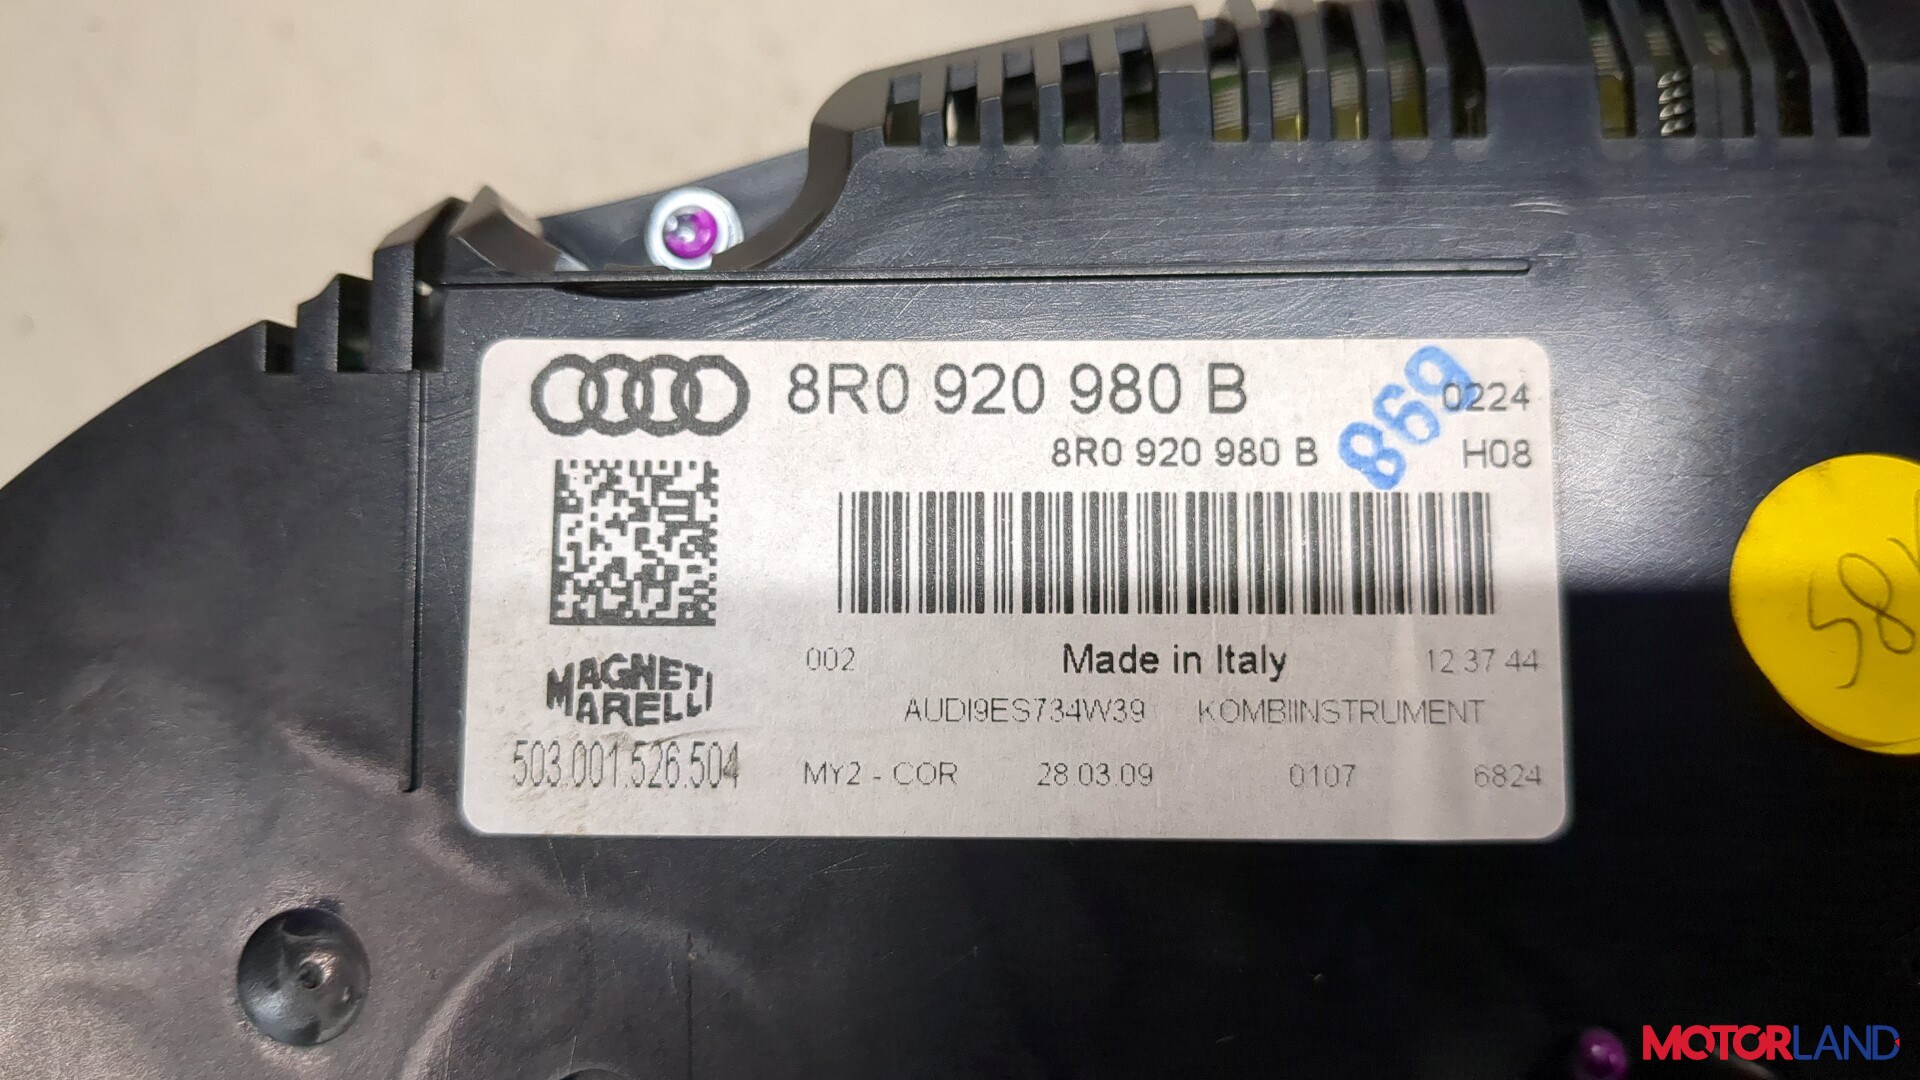 8R0 920 980 B
869
0224
8R0 920 980 B
H08
002
Made in Italy
12 37 44
MAGNETI
MARELLI
AUDI9ES734W39 KOMBIINSTRUMENT
503.001.526.504
MY2 - COR 28.03.09 0107 6824
MOTORLAND